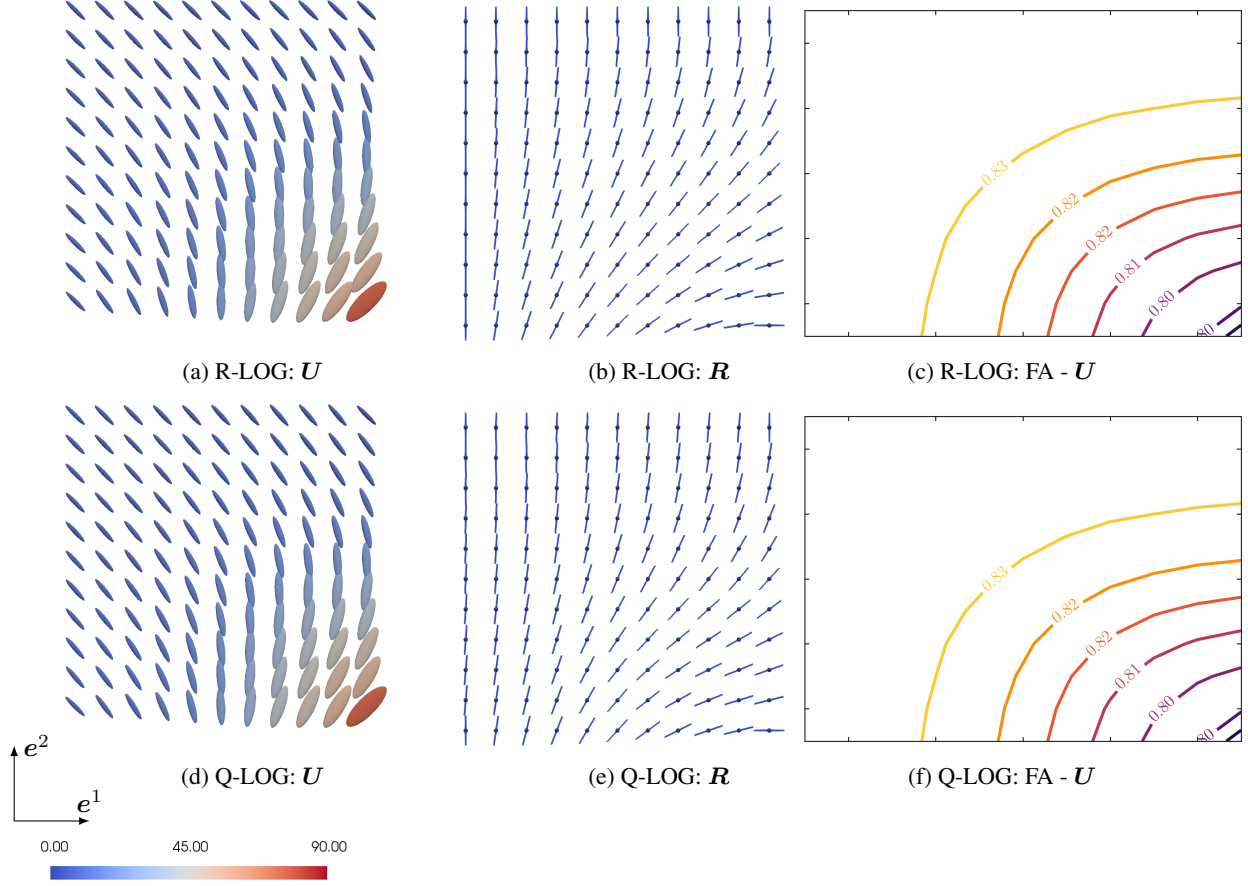 0.83
0.82
0.82
0.81
0.80
80
(a) R-LOG: U
(b) R-LOG: R
(c) R-LOG: FA - U
0.83
0.82
0.82
0.81
0.80
80
(d) Q-LOG: U
(e) Q-LOG: R
(f) Q-LOG: FA - U
e²
e¹
0.00 45.00 90.00